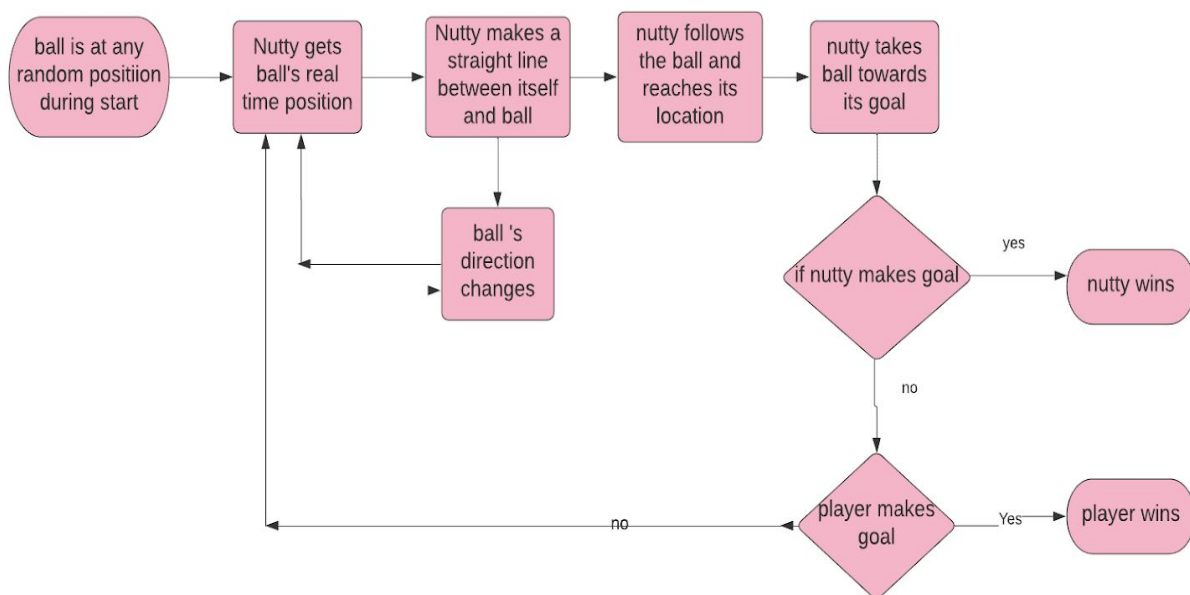 ball is at any
random positiion
during start
Nutty gets
ball's real
time position
Nutty makes a
straight line
between itself
and ball
nutty follows
the ball and
reaches its
location
nutty takes
ball towards
its goal
ball 's
direction
changes
if nutty makes goal
yes
nutty wins
no
player makes
goal
Yes
player wins
no